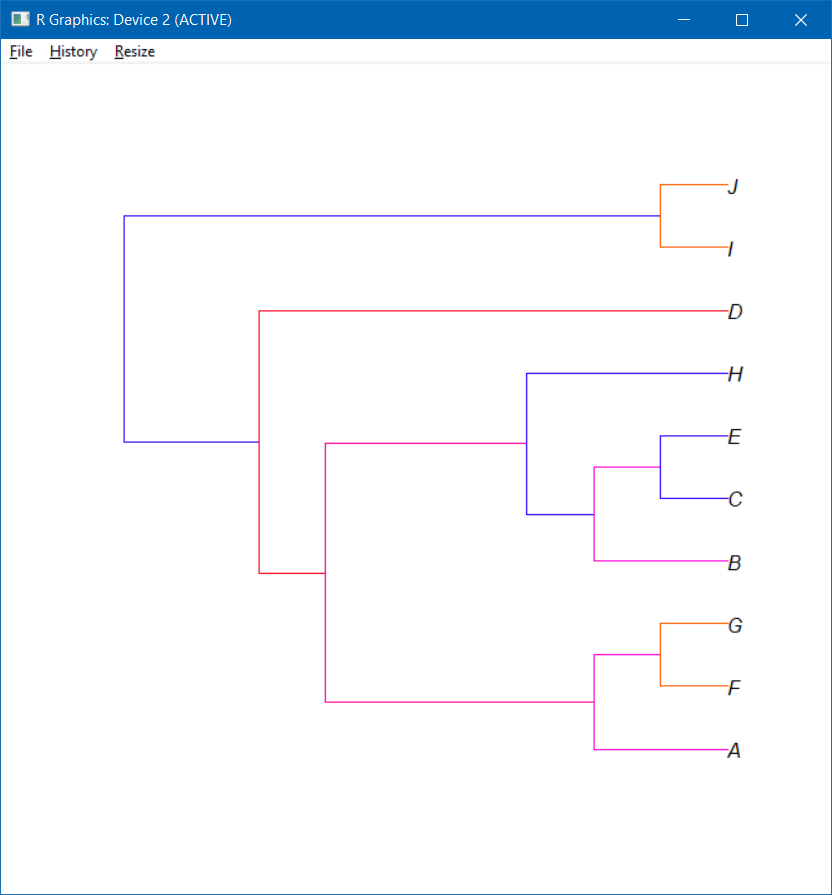 R Graphics: Device 2 (ACTIVE)
File History Resize
J
I
D
H
E
C
B
G
F
A